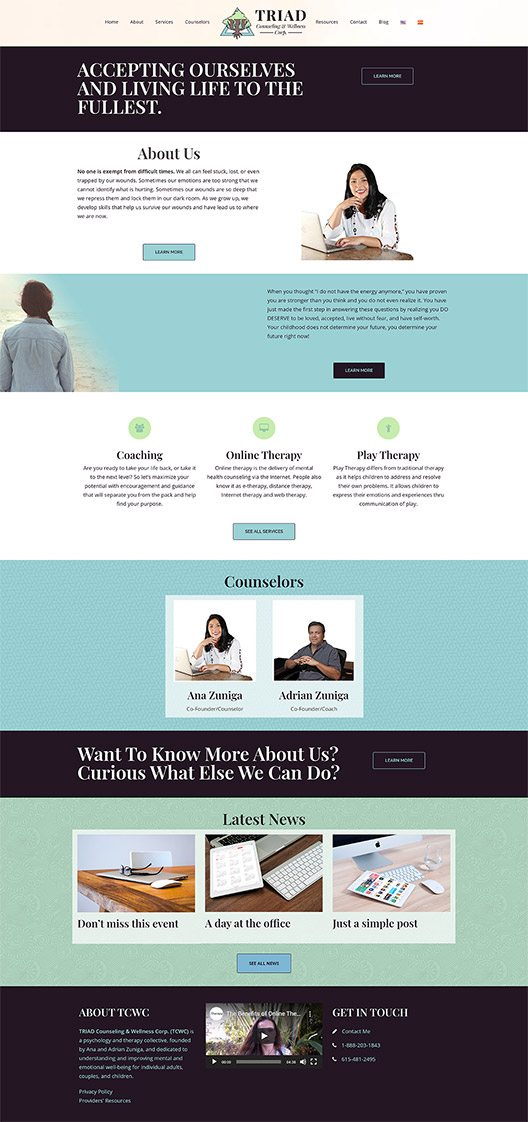 Home About Services Counselors TRIAD Counseling & Wellness Corp. Resources Contact Blog
ACCEPTING OURSELVES
AND LIVING LIFE TO THE
FULLEST.
LEARN MORE
About Us
No one is exempt from difficult times. We all can feel stuck, lost, or even
trapped by our wounds. Sometimes our emotions are too strong that we
cannot identify what is hurting. Sometimes our wounds are so deep that
we repress them and lock them in our dark room. As we grow up, we
develop skills that help us survive our wounds and have lead us to where
we are now.
LEARN MORE
When you thought "I do not have the energy anymore," you have proven
you are stronger than you think and you do not even realize it. You have
just made the first step in answering these questions by realizing you DO
DESERVE to be loved, accepted, live without fear, and have self-worth.
Your childhood does not determine your future, you determine your
future right now!
LEARN MORE
Coaching
Are you ready to take your life back, or take it
to the next level? So let's maximize your
potential with encouragement and guidance
that will separate you from the pack and help
find your purpose.
Online Therapy
Online therapy is the delivery of mental
health counseling via the Internet. People also
know it as e-therapy, distance therapy,
Internet therapy and web therapy.
Play Therapy
Play Therapy differs from traditional therapy
as it helps children to address and resolve
their own problems. It allows children to
express their emotions and experiences thru
communication of play.
SEE ALL SERVICES
Counselors
Ana Zuniga
Co-Founder/Counselor
Adrian Zuniga
Co-Founder/Coach
Want To Know More About Us?
Curious What Else We Can Do?
LEARN MORE
Latest News
Don't miss this event
A day at the office
Just a simple post
SEE ALL NEWS
ABOUT TCWC
TRIAD Counseling & Wellness Corp. (TCWC) is
a psychology and therapy collective, founded
by Ana and Adrian Zuniga, and dedicated to
understanding and improving mental and
emotional well-being for individual adults,
couples, and children.
Privacy Policy
Providers' Resources
The Benefits of Online The...
00:00 04:38
GET IN TOUCH
Contact Me
1-888-203-1843
615-481-2495